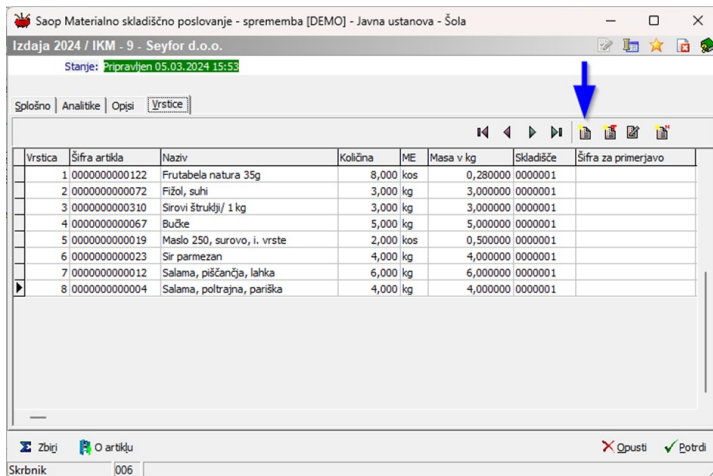 Saop Materialno skladiščno poslovanje - sprememba [DEMO] - Javna ustanova - Šola
Izdaja 2024 / IKM - 9 - Seyfor d.o.o.
Stanje: Pripravljen 05.03.2024 15:53
Splošno Analitike Opisi Vrstice
Vrstica Šifra artikla Naziv Količina ME Masa v kg Skladišče Šifra za primerjavo
1 0000000000122 Frutabela natura 35g 8,000 kos 0,280000 0000001
2 0000000000072 Fižol, suhi 3,000 kg 3,000000 0000001
3 0000000000310 Sirovi štruklji/ 1 kg 3,000 kg 3,000000 0000001
4 0000000000067 Bučke 5,000 kg 5,000000 0000001
5 0000000000019 Maslo 250, surovo, i. vrste 2,000 kos 0,500000 0000001
6 0000000000023 Sir parmezan 4,000 kg 4,000000 0000001
7 0000000000012 Salama, piščančja, lahka 6,000 kg 6,000000 0000001
8 0000000000004 Salama, poltrajna, pariška 4,000 kg 4,000000 0000001
Zbirj O artiklu Opusti Potrdi
Skrbnik 006